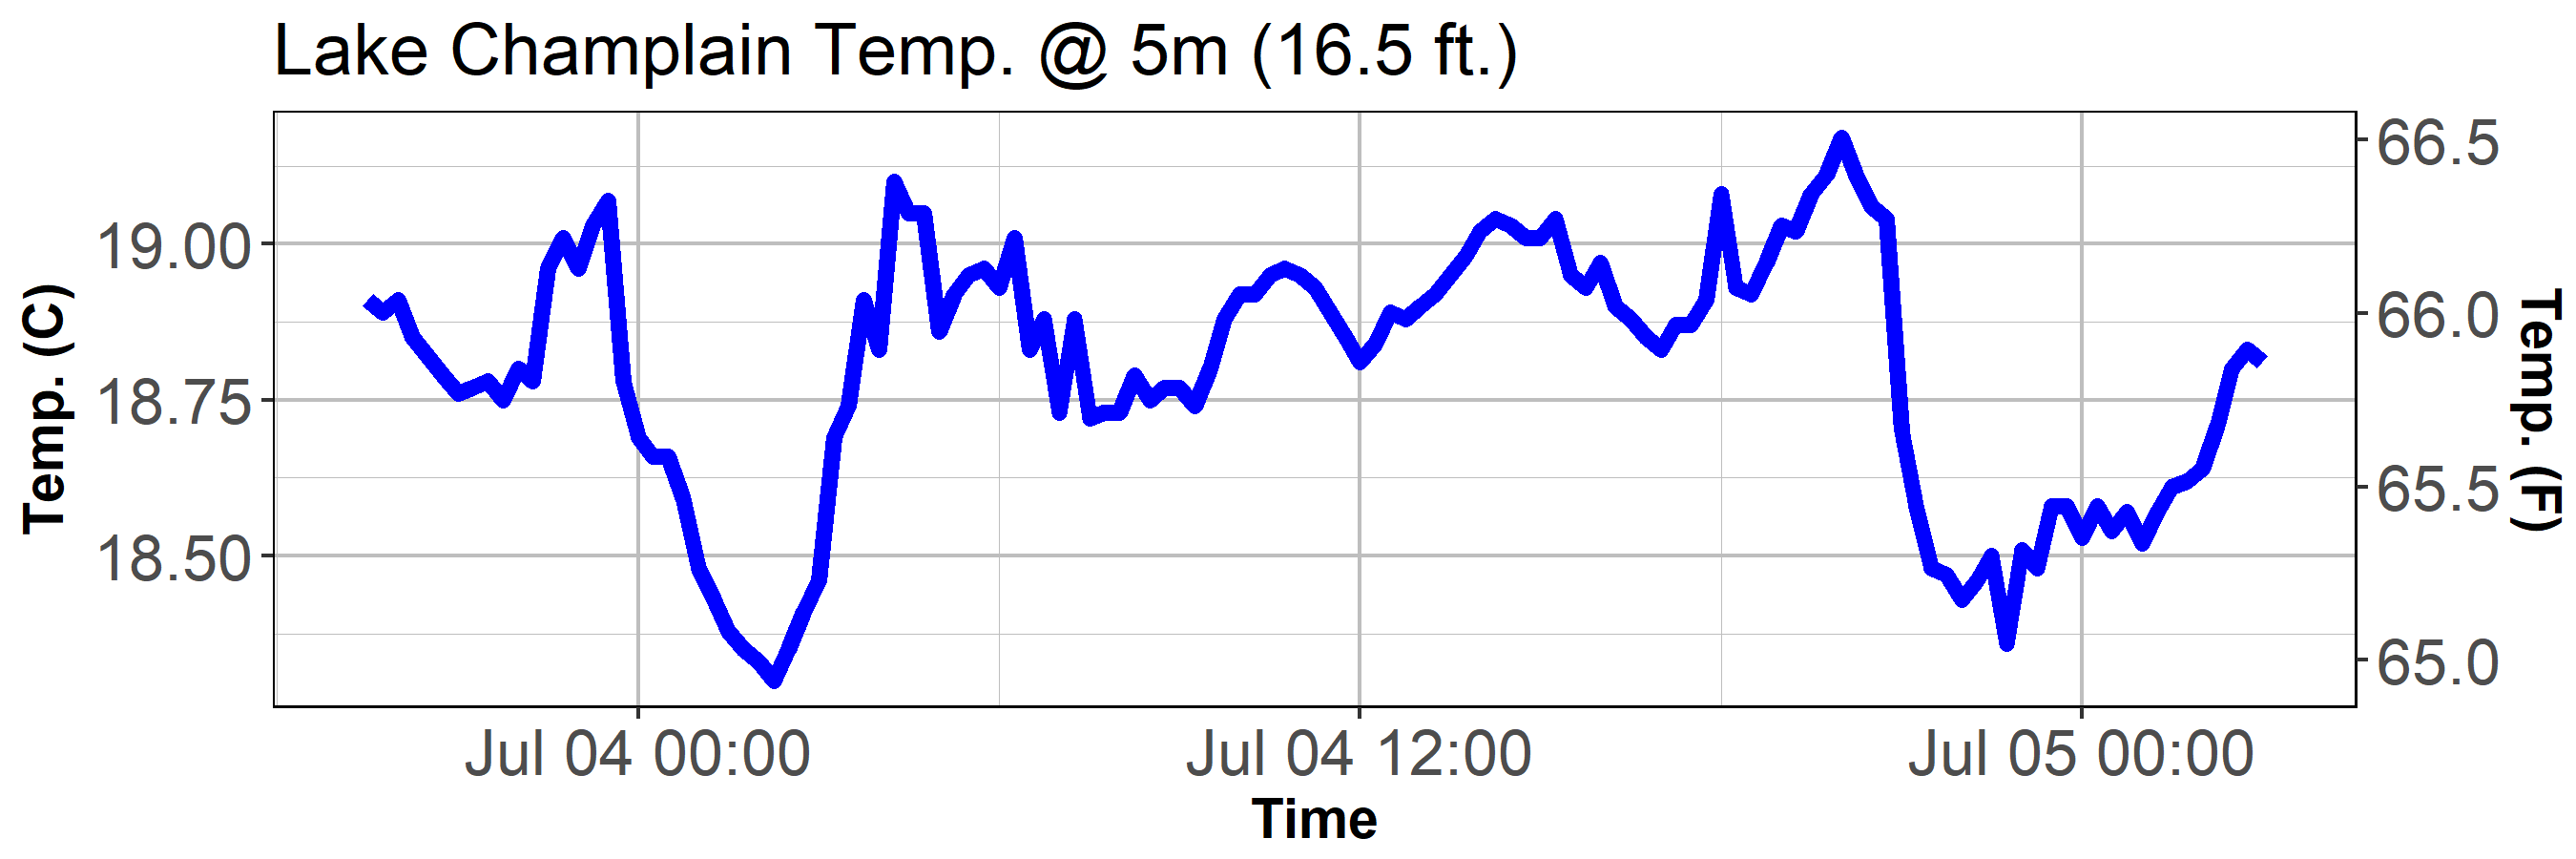 Lake Champlain Temp. @ 5m (16.5 ft.)
Temp. (C)
19.00
18.75
18.50
66.5
66.0
65.5
65.0
Temp. (F)
Jul 04 00:00
Jul 04 12:00
Jul 05 00:00
Time